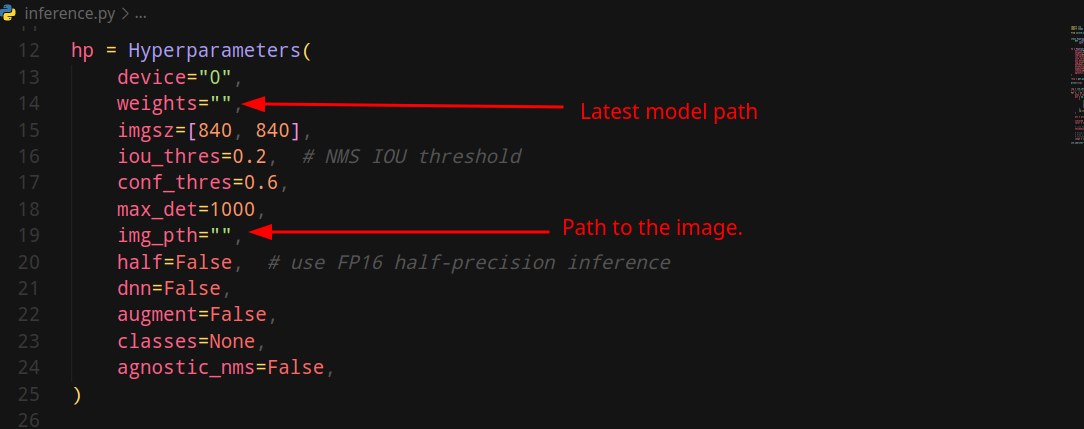 inference.py > ...
12 hp = Hyperparameters(
13 device="0",
14 weights="", Latest model path
15 imgsz=[840, 840],
16 iou_thres=0.2, # NMS IOU threshold
17 conf_thres=0.6,
18 max_det=1000,
19 img_pth="", Path to the image.
20 half=False, # use FP16 half-precision inference
21 dnn=False,
22 augment=False,
23 classes=None,
24 agnostic_nms=False,
25 )
26